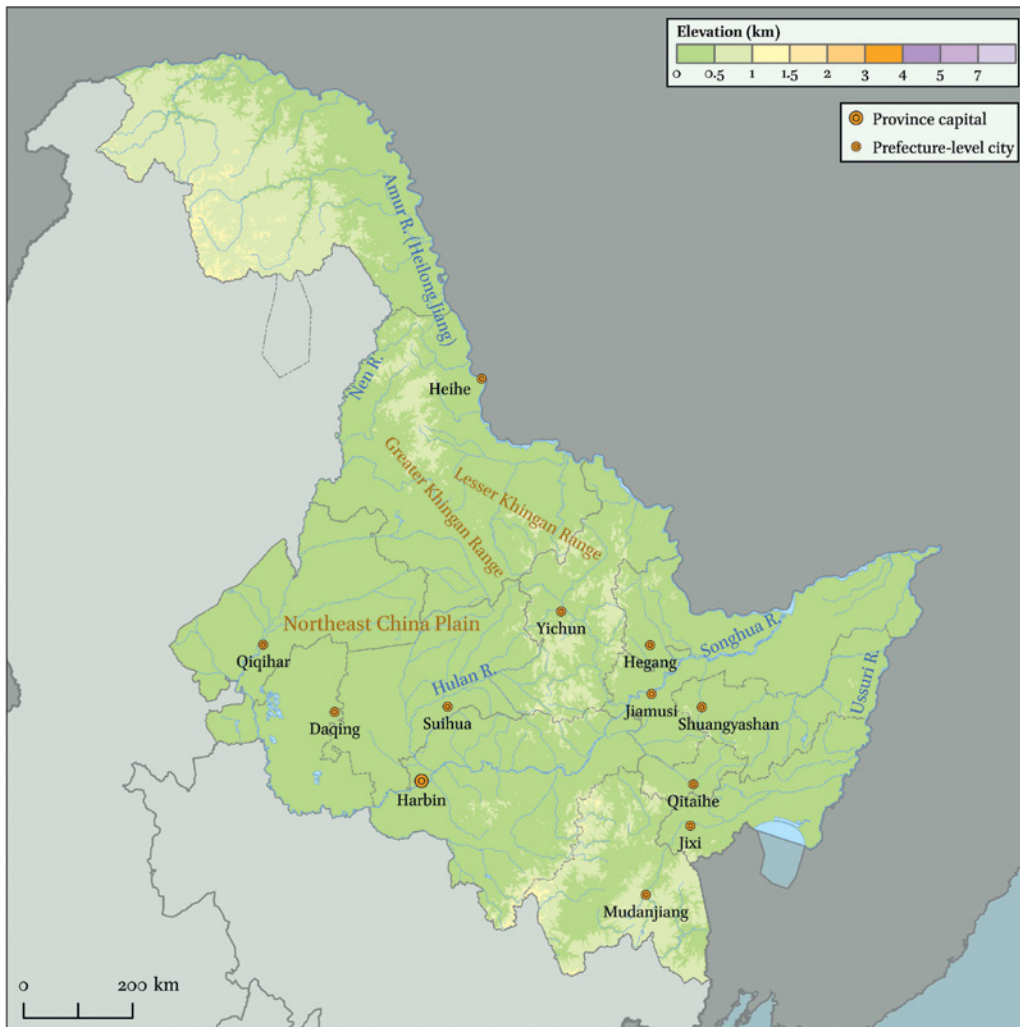 Elevation (km)
0 0.5 1 1.5 2 3 4 5 7
Province capital
Prefecture-level city
Amur R. (Heilong Jiang)
Nen R.
Heihe
Greater Khingan Range
Lesser Khingan Range
Northeast China Plain
Yichun
Qiqihar
Hegang
Songhua R.
Hulan R.
Ussuri R.
Daqing
Suihua
Jiamusi
Shuangyashan
Harbin
Qitaihe
Jixi
Mudanjiang
0 200 km